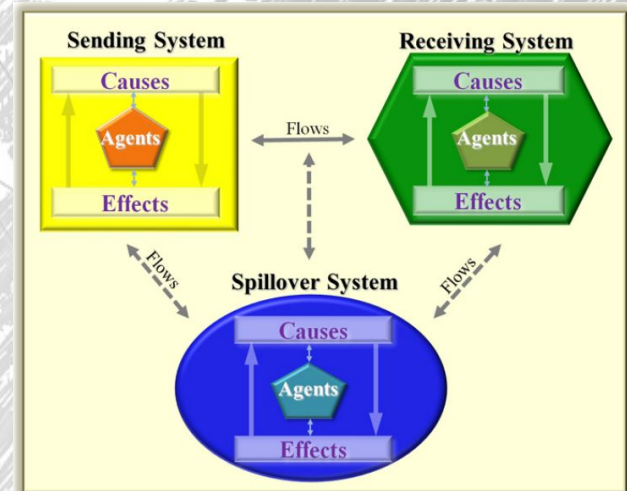 Sending System
Receiving System
Causes
Causes
Agents
Flows
Agents
Effects
Effects
Flows
Flows
Spillover System
Causes
Agents
Effects